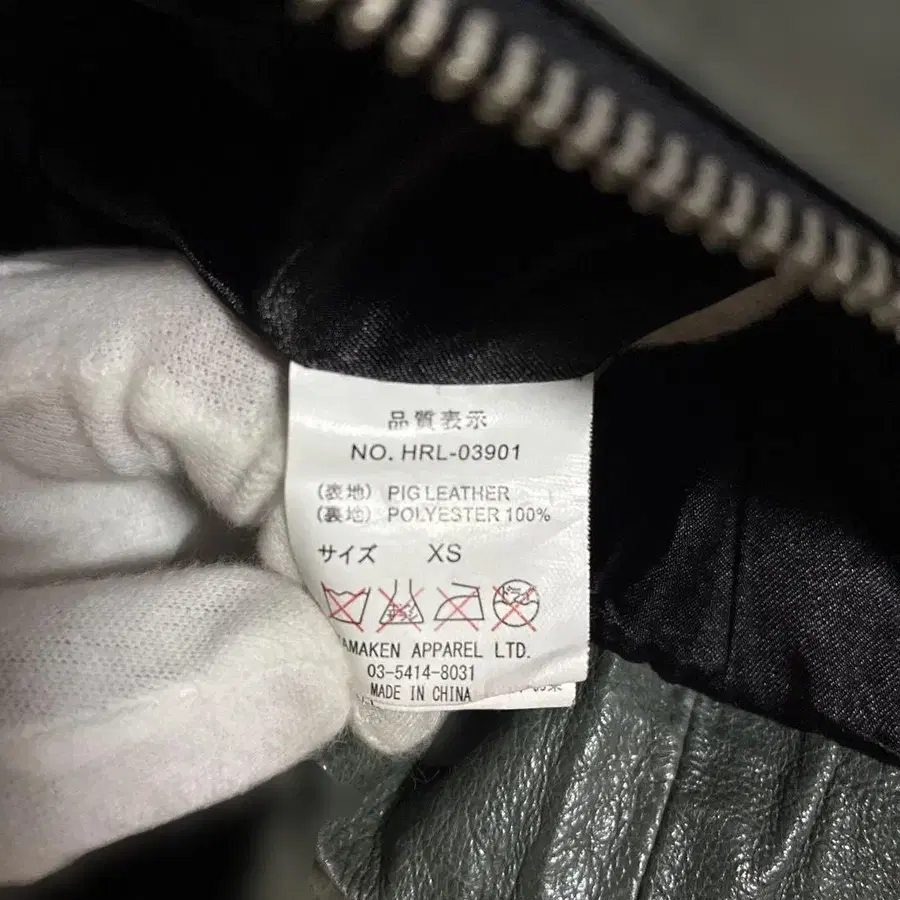 品質表示
NO. HRL-03901
(表地) PIG LEATHER
(裏地) POLYESTER 100%
サイズ XS
AMAKEN APPAREL LTD.
03-5414-8031
MADE IN CHINA